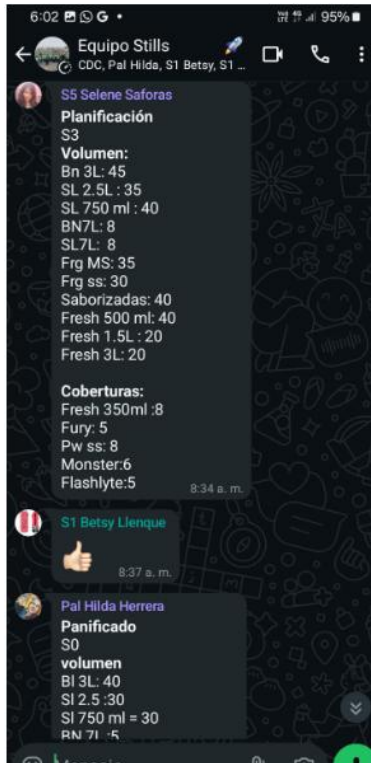 6:02
95%
Equipo Stills
CDC, Pal Hilda, S1 Betsy, S1 ...
S5 Selene Saforas
Planificación
S3
Volumen:
Bn 3L: 45
SL 2.5L : 35
SL 750 ml : 40
BN7L: 8
SL7L: 8
Frg MS: 35
Frg ss: 30
Saborizadas: 40
Fresh 500 ml: 40
Fresh 1.5L : 20
Fresh 3L: 20
Coberturas:
Fresh 350ml :8
Fury: 5
Pw ss: 8
Monster:6
Flashlyte:5
8:34 a. m.
S1 Betsy Llenque
8:37 a. m.
Pal Hilda Herrera
Panificado
S0
volumen
Bl 3L: 40
Sl 2.5 :30
Sl 750 ml = 30
BN 7L :5